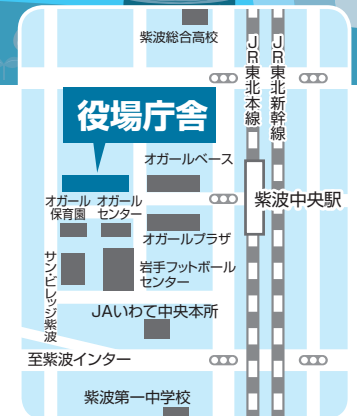 紫波総合高校
JR東北本線
JR東北新幹線
役場庁舎
オガールベース
オガール
保育園
オガール
センター
紫波中央駅
オガールプラザ
サン・ビレッジ紫波
岩手フットボール
センター
JAいわて中央本所
至紫波インター
紫波第一中学校